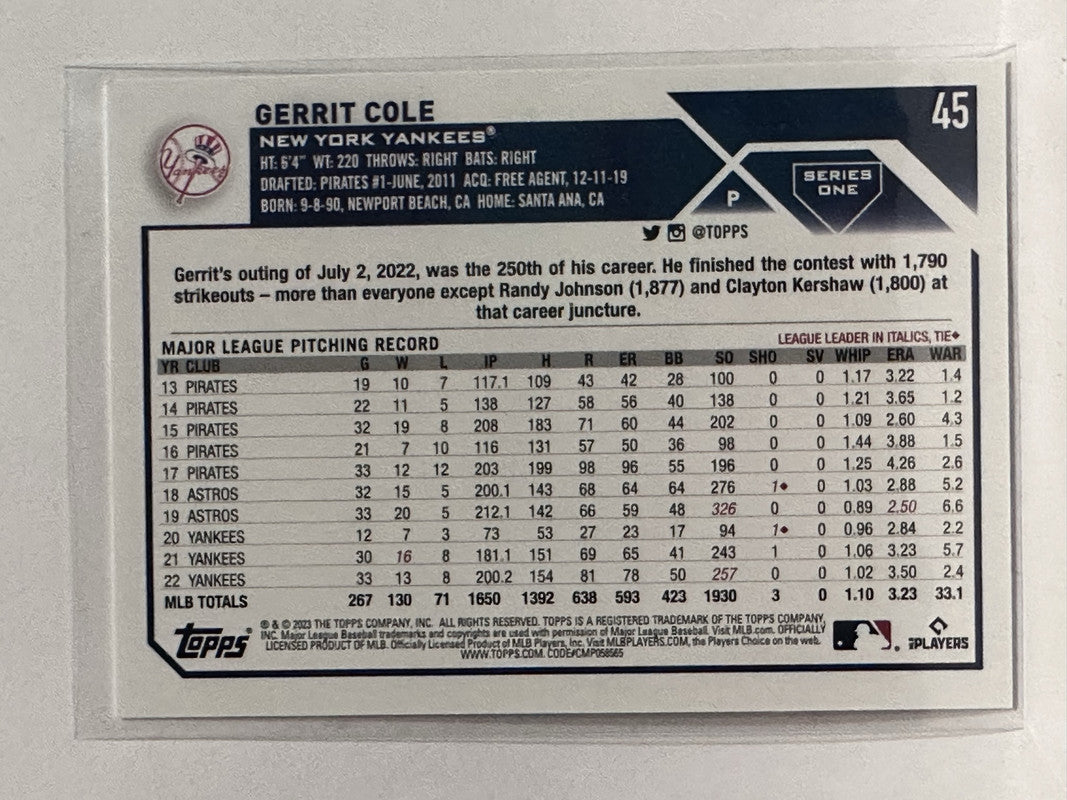 GERRIT COLE
45
NEW YORK YANKEES®
Yankees
HT: 6'4" WT: 220 THROWS: RIGHT BATS: RIGHT
DRAFTED: PIRATES #1-JUNE, 2011 ACQ: FREE AGENT, 12-11-19
BORN: 9-8-90, NEWPORT BEACH, CA HOME: SANTA ANA, CA
P
SERIES
ONE
@TOPPS
Gerrit's outing of July 2, 2022, was the 250th of his career. He finished the contest with 1,790
strikeouts – more than everyone except Randy Johnson (1,877) and Clayton Kershaw (1,800) at
that career juncture.
MAJOR LEAGUE PITCHING RECORD LEAGUE LEADER IN ITALICS, TIE◆
YR CLUB G W L IP H R ER BB SO SHO SV WHIP ERA WAR
13 PIRATES 19 10 7 117.1 109 43 42 28 100 0 0 1.17 3.22 1.4
14 PIRATES 22 11 5 138 127 58 56 40 138 0 0 1.21 3.65 1.2
15 PIRATES 32 19 8 208 183 71 60 44 202 0 0 1.09 2.60 4.3
16 PIRATES 21 7 10 116 131 57 50 36 98 0 0 1.44 3.88 1.5
17 PIRATES 33 12 12 203 199 98 96 55 196 0 0 1.25 4.26 2.6
18 ASTROS 32 15 5 200.1 143 68 64 64 276 1◆ 0 1.03 2.88 5.2
19 ASTROS 33 20 5 212.1 142 66 59 48 326 0 0 0.89 2.50 6.6
20 YANKEES 12 7 3 73 53 27 23 17 94 1◆ 0 0.96 2.84 2.2
21 YANKEES 30 16 8 181.1 151 69 65 41 243 1 0 1.06 3.23 5.7
22 YANKEES 33 13 8 200.2 154 81 78 50 257 0 0 1.02 3.50 2.4
MLB TOTALS 267 130 71 1650 1392 638 593 423 1930 3 0 1.10 3.23 33.1
Topps®
® & © 2023 THE TOPPS COMPANY, INC. ALL RIGHTS RESERVED. TOPPS IS A REGISTERED TRADEMARK OF THE TOPPS COMPANY,
INC. Major League Baseball trademarks and copyrights are used with permission of Major League Baseball. Visit MLB.com. OFFICIALLY
LICENSED PRODUCT OF MLB. Officially Licensed Product of MLB Players, Inc. Visit MLBPLAYERS.COM, the Players Choice on the web.
WWW.TOPPS.COM. CODE#CMP058565
PLAYERS